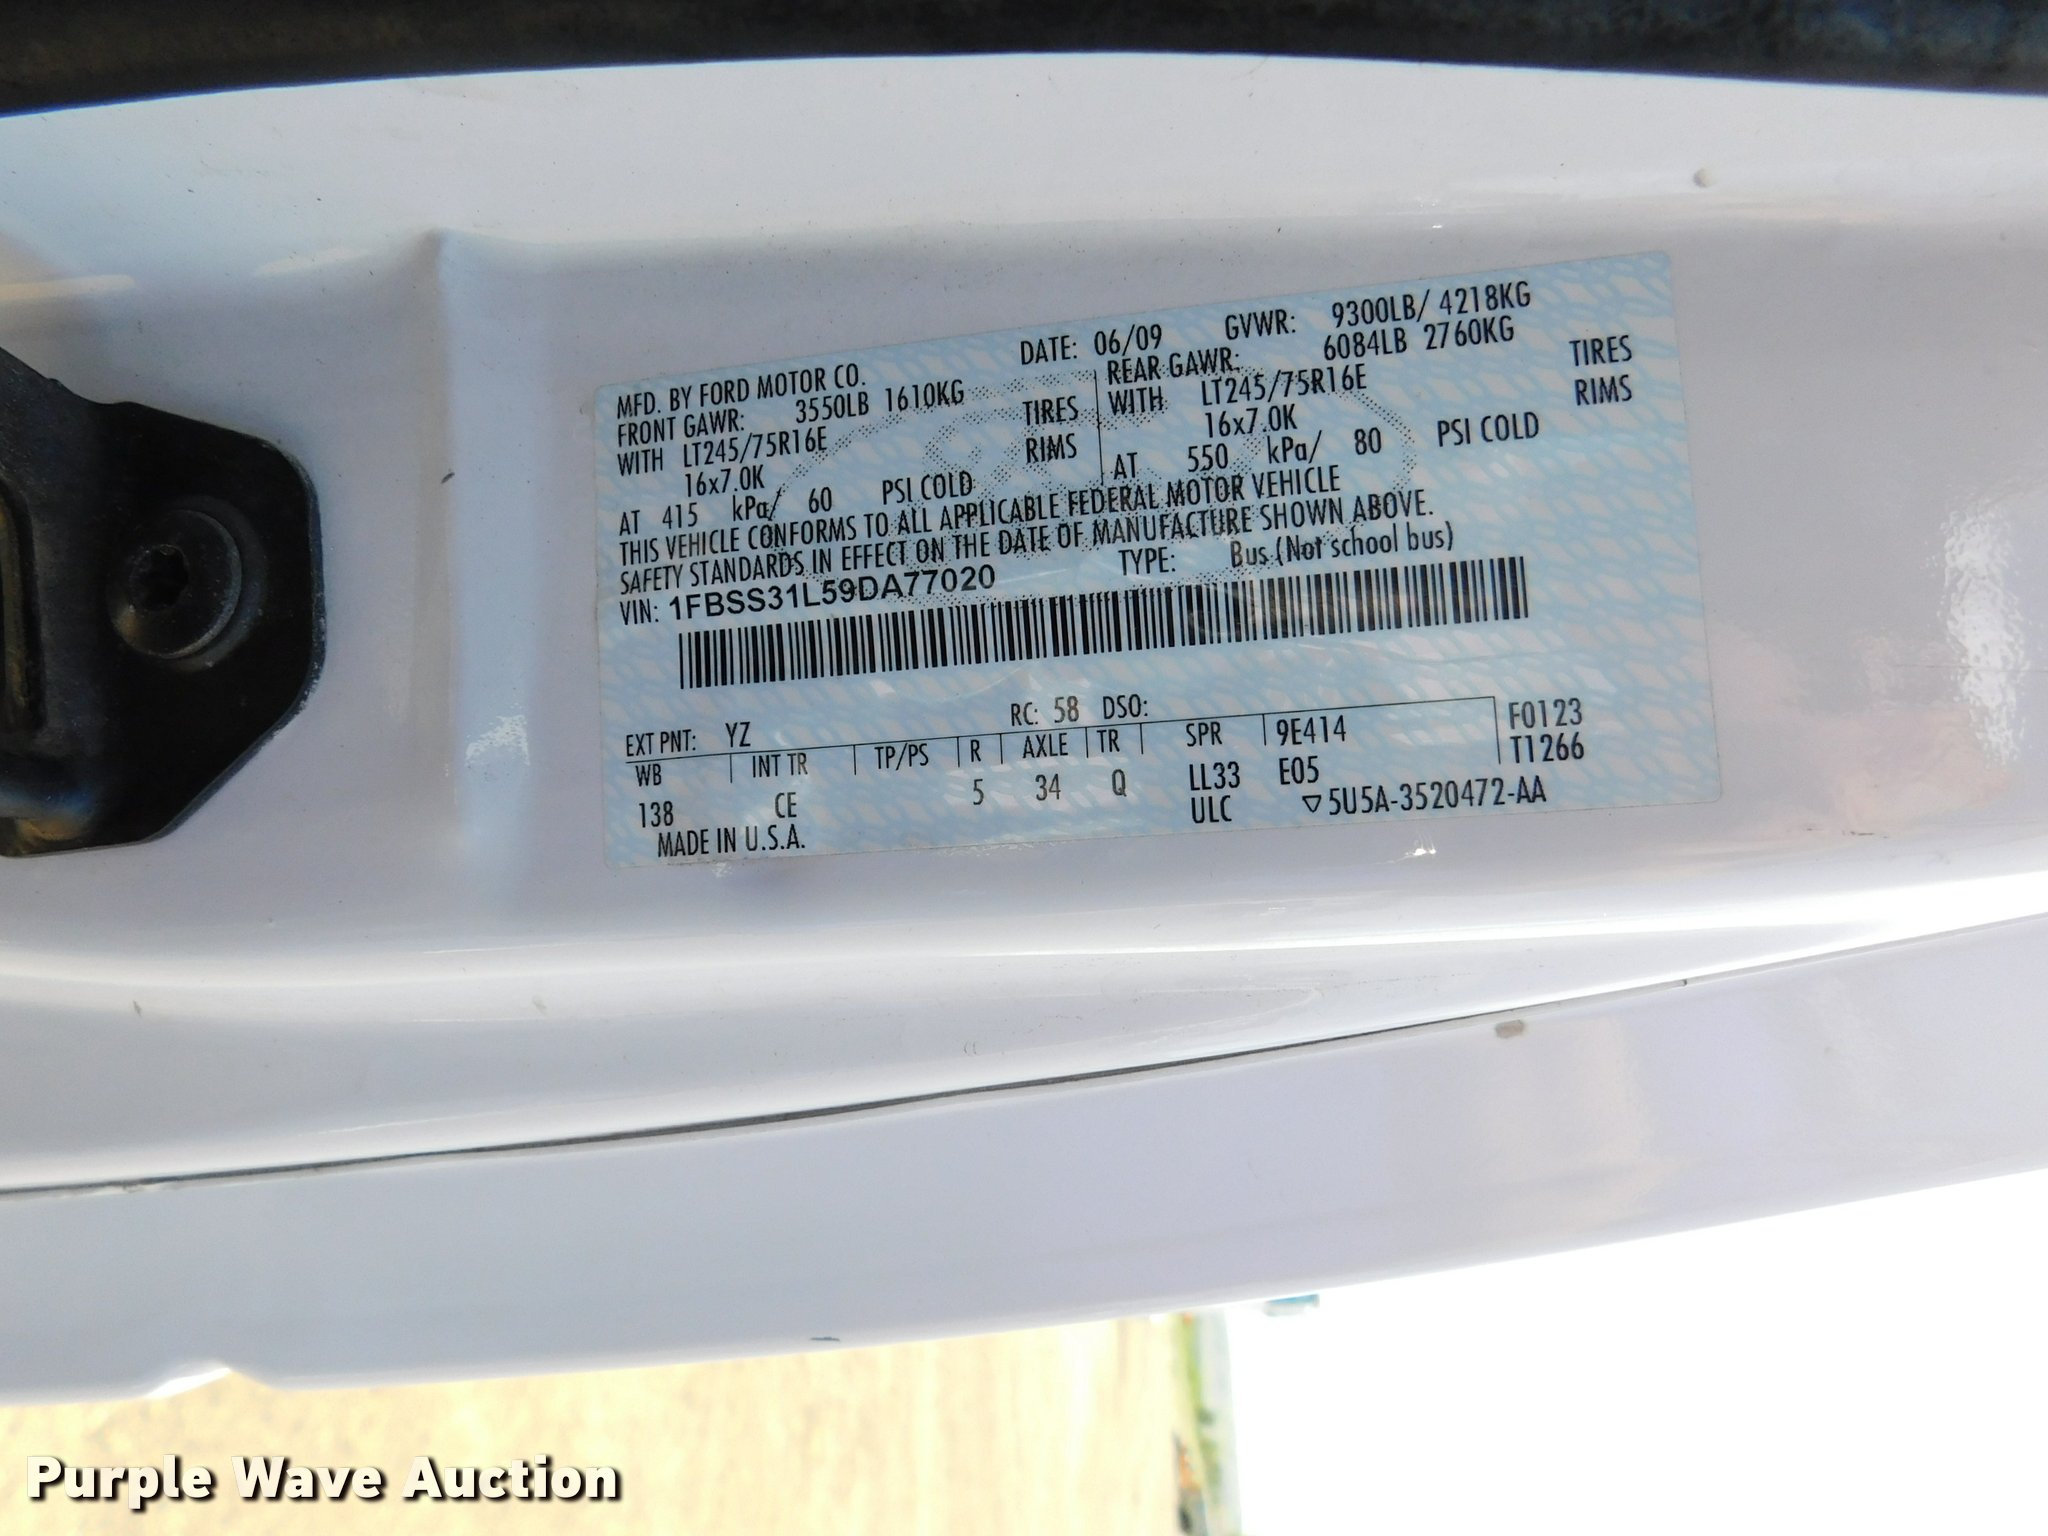 MFD. BY FORD MOTOR CO. DATE: 06/09 GVWR: 9300LB/ 4218KG
FRONT GAWR: 3550LB 1610KG REAR GAWR: 6084LB 2760KG
WITH LT245/75R16E TIRES WITH LT245/75R16E TIRES
16x7.0K RIMS 16x7.0K RIMS
AT 415 kPa/ 60 PSI COLD AT 550 kPa/ 80 PSI COLD
THIS VEHICLE CONFORMS TO ALL APPLICABLE FEDERAL MOTOR VEHICLE
SAFETY STANDARDS IN EFFECT ON THE DATE OF MANUFACTURE SHOWN ABOVE.
VIN: 1FBSS31L59DA77020 TYPE: Bus (Not school bus)
EXT PNT: YZ RC: 58 DSO: F0123
WB INT TR TP/PS R AXLE TR SPR 9E414 T1266
138 CE 5 34 Q LL33 E05
MADE IN U.S.A. ULC ▽5U5A-3520472-AA
Purple Wave Auction